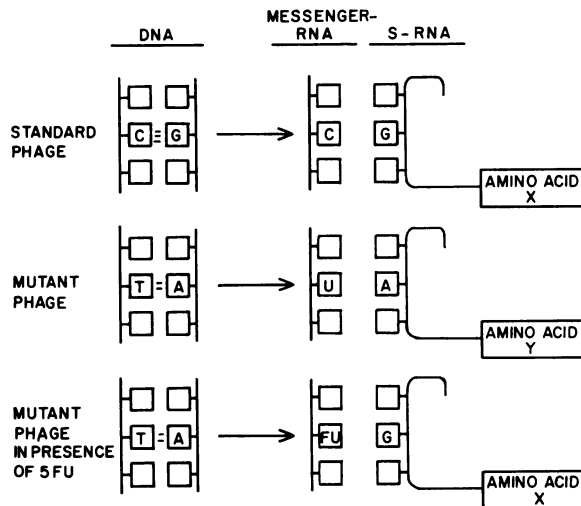 DNA
MESSENGER-
RNA
S-RNA
STANDARD
PHAGE
C = G
C
G
AMINO ACID
X
MUTANT
PHAGE
T = A
U
A
AMINO ACID
Y
MUTANT
PHAGE
IN PRESENCE
OF 5FU
T = A
FU
G
AMINO ACID
X